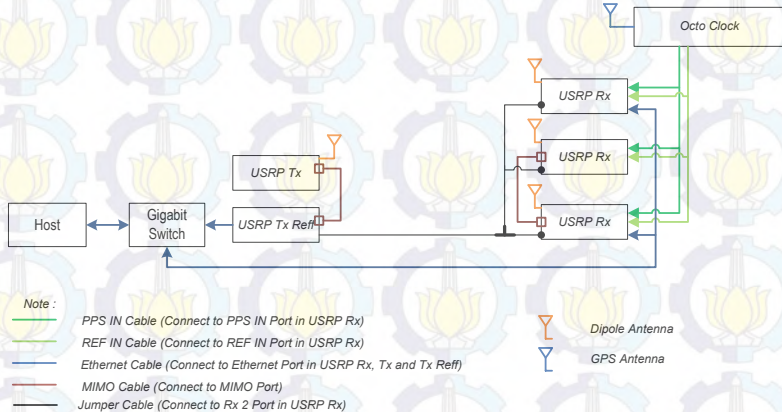 Octo Clock
USRP Rx
USRP Rx
USRP Tx
USRP Rx
Host
Gigabit
Switch
USRP Tx Reff
Note :
PPS IN Cable (Connect to PPS IN Port in USRP Rx)
REF IN Cable (Connect to REF IN Port in USRP Rx)
Ethernet Cable (Connect to Ethernet Port in USRP Rx, Tx and Tx Reff)
MIMO Cable (Connect to MIMO Port)
Jumper Cable (Connect to Rx 2 Port in USRP Rx)
Dipole Antenna
GPS Antenna